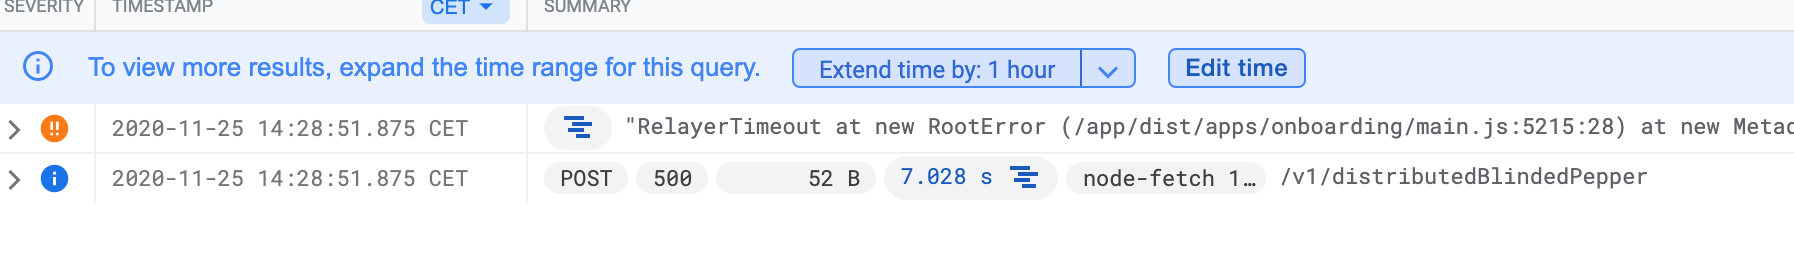 SEVERITY TIMESTAMP CET SUMMARY
To view more results, expand the time range for this query. Extend time by: 1 hour Edit time
2020-11-25 14:28:51.875 CET "RelayerTimeout at new RootError (/app/dist/apps/onboarding/main.js:5215:28) at new Metad
2020-11-25 14:28:51.875 CET POST 500 52 B 7.028 s node-fetch 1… /v1/distributedBlindedPepper